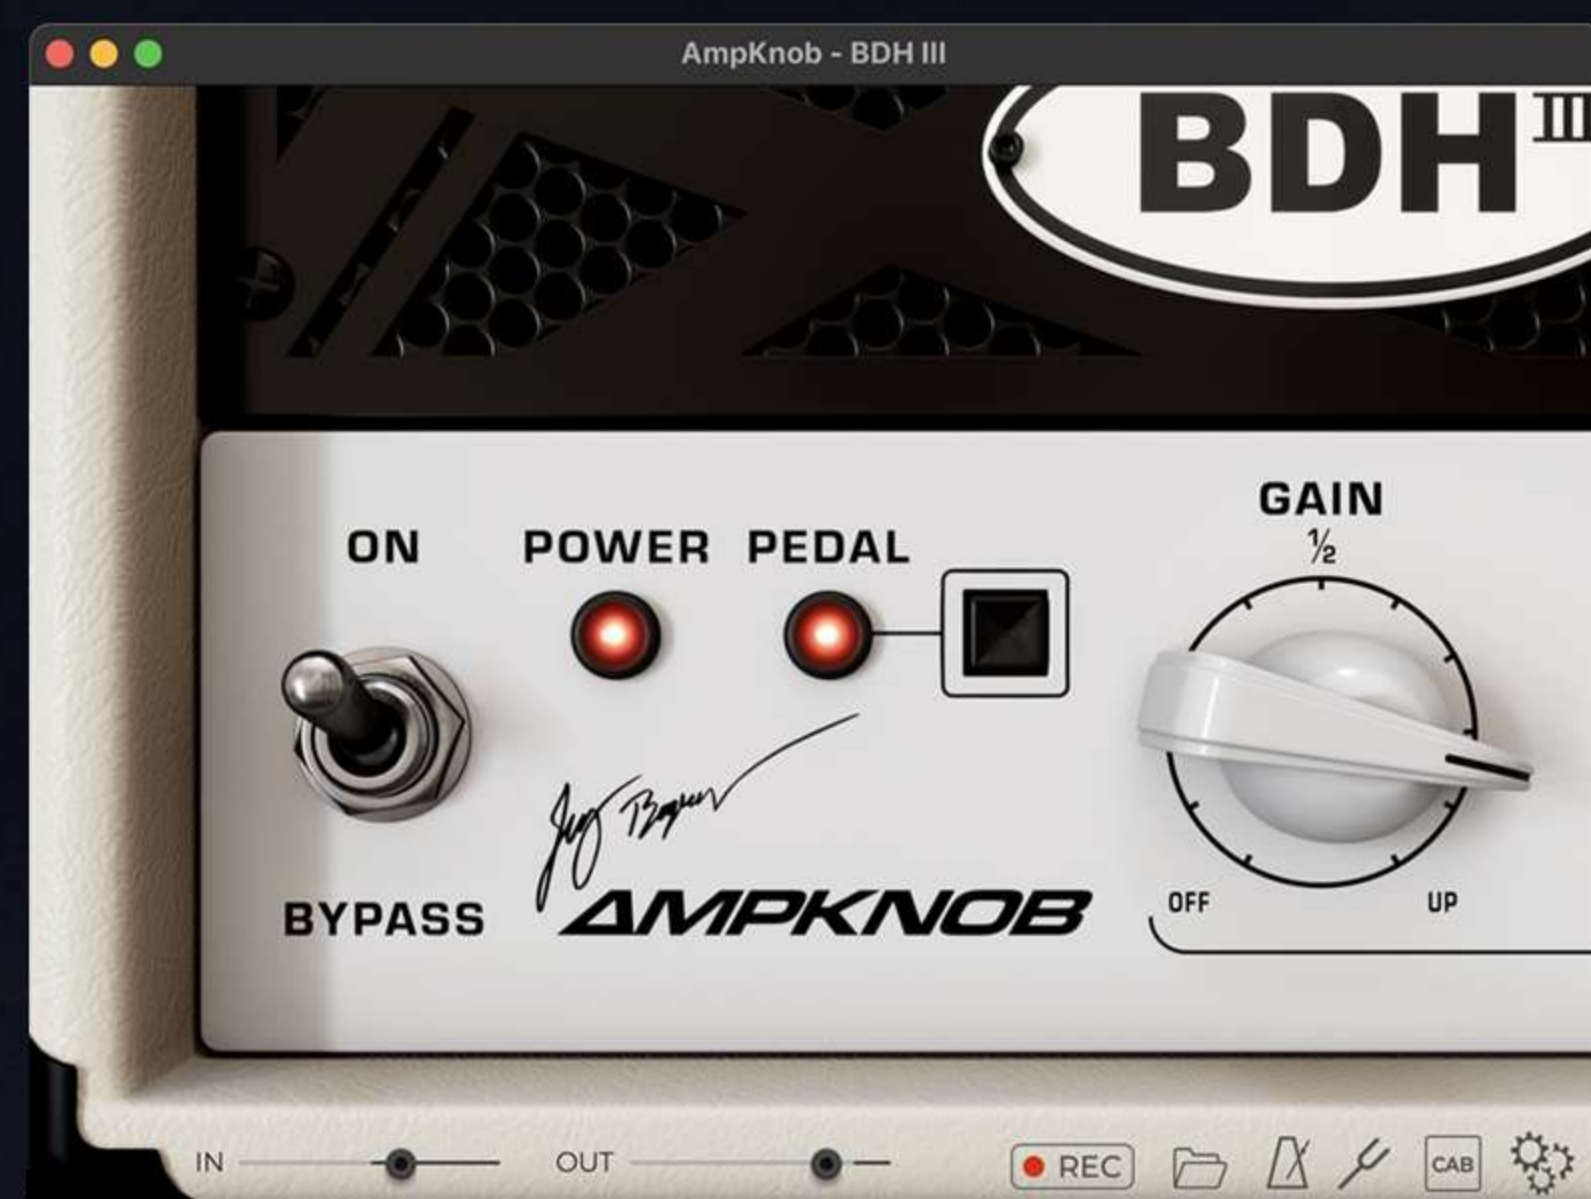 AmpKnob - BDH III
BDH III
ON
POWER
PEDAL
GAIN
½
BYPASS
AMPKNOB
OFF
UP
IN
OUT
REC
CAB